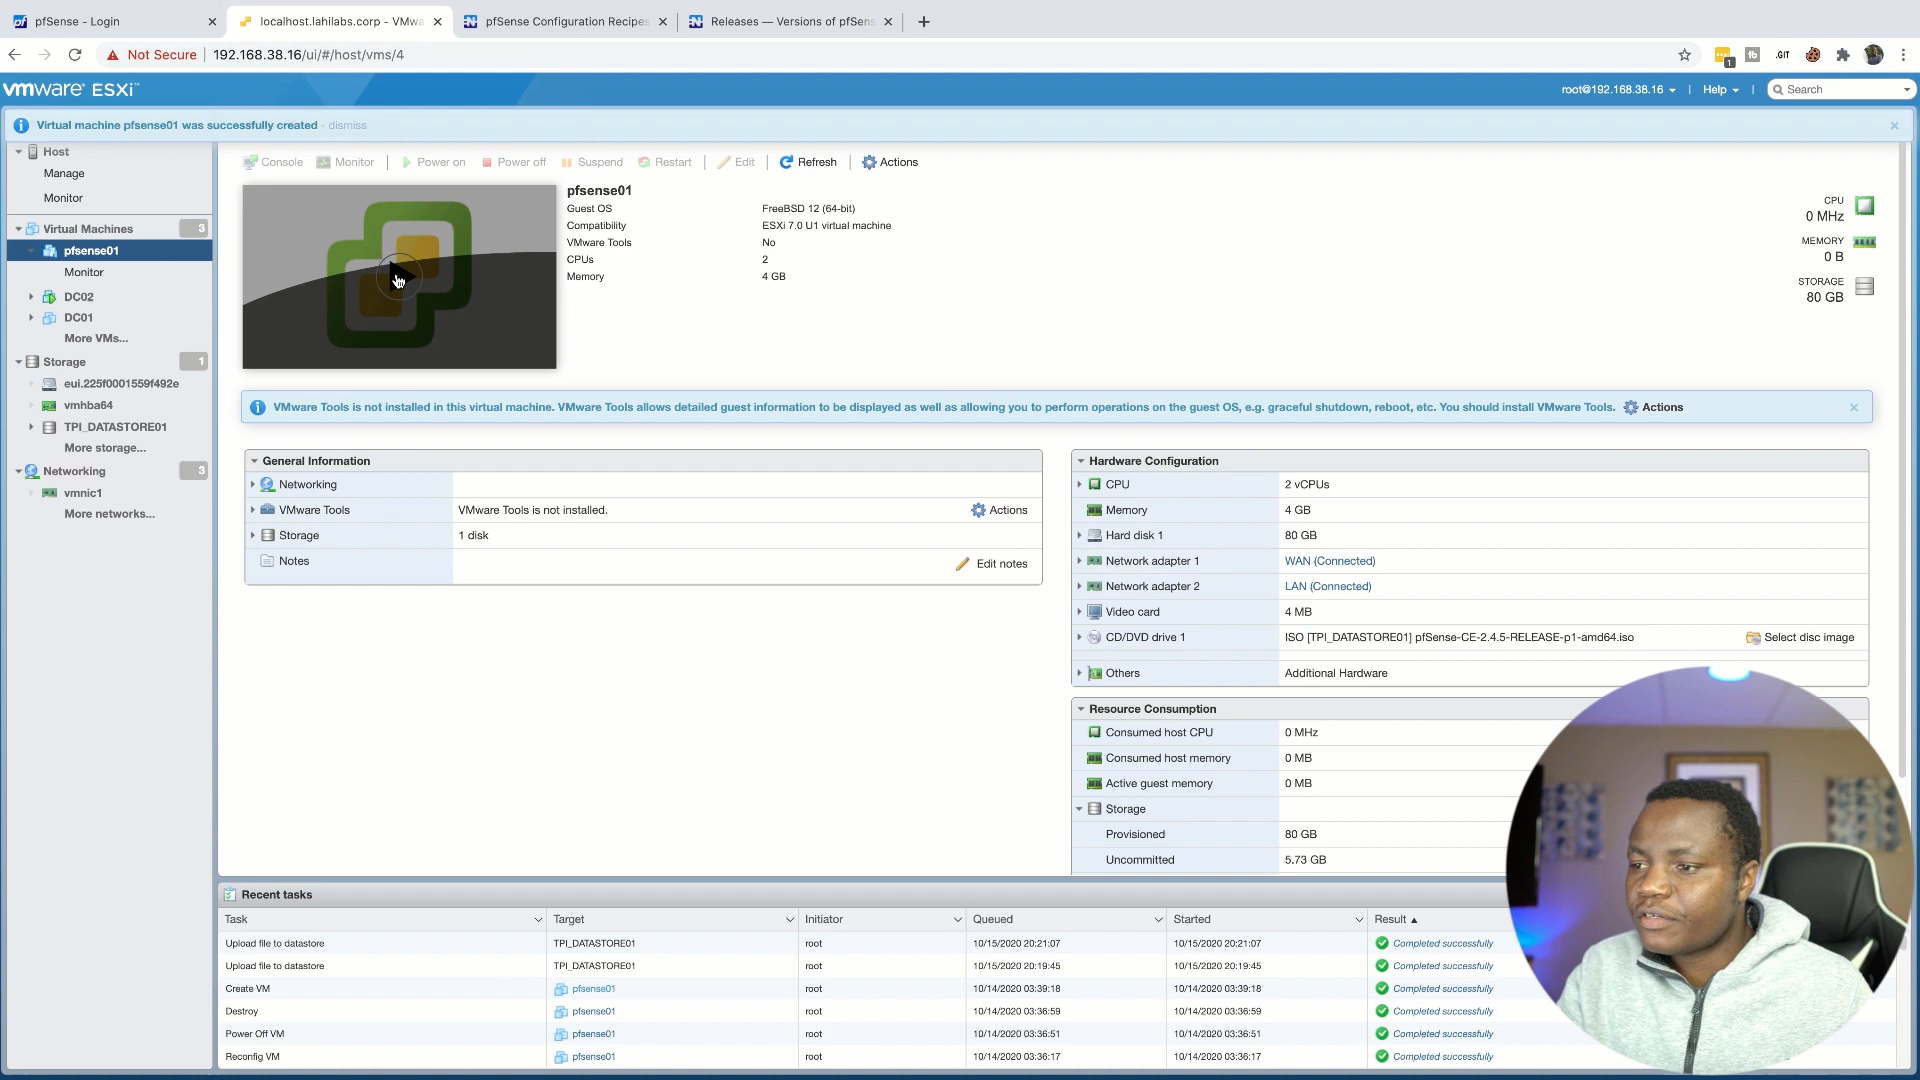 pfSense - Login
localhost.lahilabs.corp - VMwa
pfSense Configuration Recipes
Releases — Versions of pfSens
Not Secure
192.168.38.16/ui/#/host/vms/4
1
.GIT
vmware ESXi
root@192.168.38.16
Help
Search
Virtual machine pfsense01 was successfully created - dismiss
Host
Manage
Monitor
Virtual Machines 3
pfsense01
Monitor
DC02
DC01
More VMs...
Storage 1
eui.225f0001559f492e
vmhba64
TPI_DATASTORE01
More storage...
Networking 3
vmnic1
More networks...
Console Monitor Power on Power off Suspend Restart Edit Refresh Actions
pfsense01
Guest OS FreeBSD 12 (64-bit)
Compatibility ESXi 7.0 U1 virtual machine
VMware Tools No
CPUs 2
Memory 4 GB
CPU
0 MHz
MEMORY
0 B
STORAGE
80 GB
VMware Tools is not installed in this virtual machine. VMware Tools allows detailed guest information to be displayed as well as allowing you to perform operations on the guest OS, e.g. graceful shutdown, reboot, etc. You should install VMware Tools. Actions
General Information
Networking
VMware Tools VMware Tools is not installed. Actions
Storage 1 disk
Notes Edit notes
Hardware Configuration
CPU 2 vCPUs
Memory 4 GB
Hard disk 1 80 GB
Network adapter 1 WAN (Connected)
Network adapter 2 LAN (Connected)
Video card 4 MB
CD/DVD drive 1 ISO [TPI_DATASTORE01] pfSense-CE-2.4.5-RELEASE-p1-amd64.iso Select disc image
Others Additional Hardware
Resource Consumption
Consumed host CPU 0 MHz
Consumed host memory 0 MB
Active guest memory 0 MB
Storage
Provisioned 80 GB
Uncommitted 5.73 GB
Recent tasks
Task Target Initiator Queued Started Result
Upload file to datastore TPI_DATASTORE01 root 10/15/2020 20:21:07 10/15/2020 20:21:07 Completed successfully
Upload file to datastore TPI_DATASTORE01 root 10/15/2020 20:19:45 10/15/2020 20:19:45 Completed successfully
Create VM pfsense01 root 10/14/2020 03:39:18 10/14/2020 03:39:18 Completed successfully
Destroy pfsense01 root 10/14/2020 03:36:59 10/14/2020 03:36:59 Completed successfully
Power Off VM pfsense01 root 10/14/2020 03:36:51 10/14/2020 03:36:51 Completed successfully
Reconfig VM pfsense01 root 10/14/2020 03:36:17 10/14/2020 03:36:17 Completed successfully